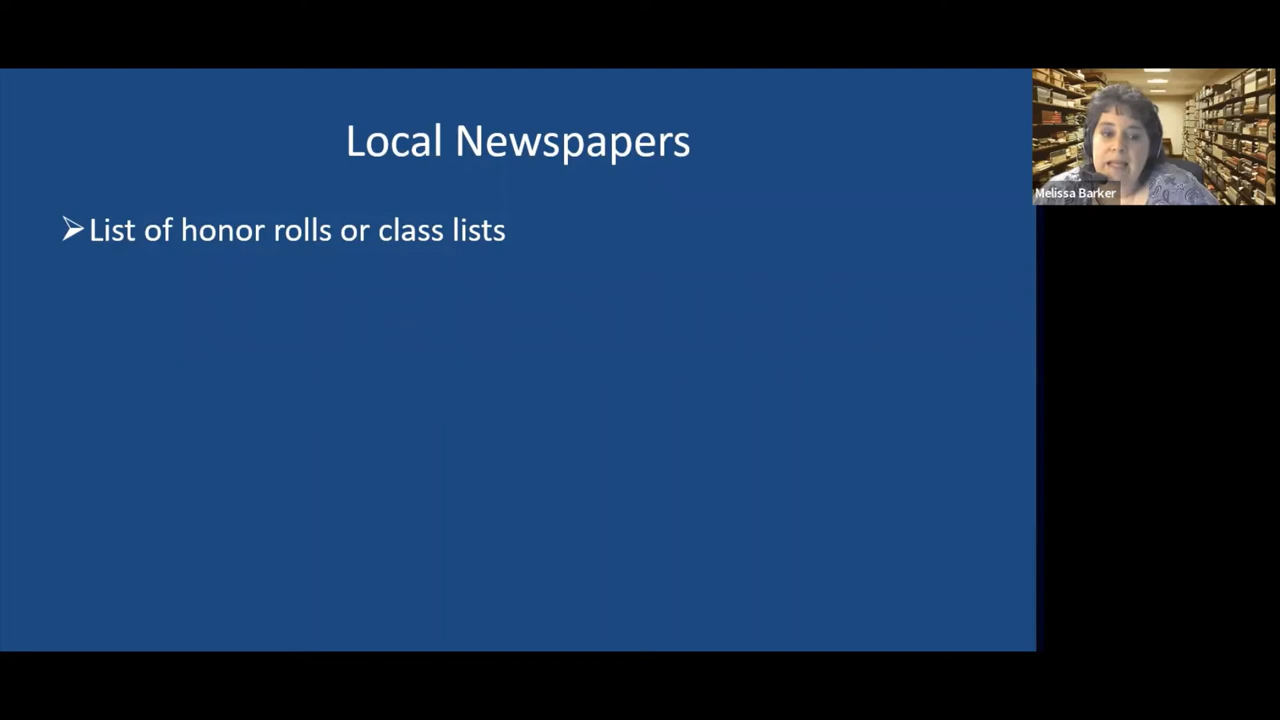 Local Newspapers
List of honor rolls or class lists
Melissa Barker